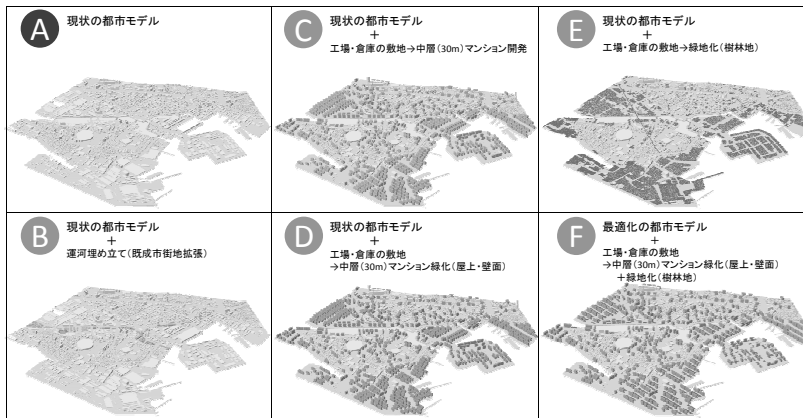 A
現状の都市モデル
C
現状の都市モデル
+
工場・倉庫の敷地→中層(30m)マンション開発
E
現状の都市モデル
+
工場・倉庫の敷地→緑地化(樹林地)
B
現状の都市モデル
+
運河埋め立て(既成市街地拡張)
D
現状の都市モデル
+
工場・倉庫の敷地
→中層(30m)マンション緑化(屋上・壁面)
F
最適化の都市モデル
+
工場・倉庫の敷地
→中層(30m)マンション緑化(屋上・壁面)
+緑地化(樹林地)